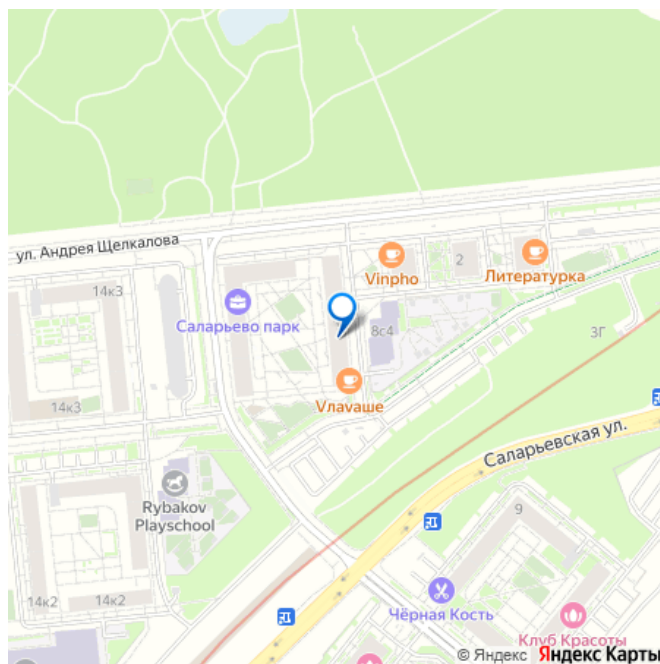 ул. Андрея Щелкалова
Vinpho
2
Литературка
14к3
Саларьево парк
8с4
3Г
14к3
Vлаvаше
Саларьевская ул.
Rybakov
Playschool
9
14к2
14к2
Чёрная Кость
Клуб Красоты
© Яндекс Яндекс Карты